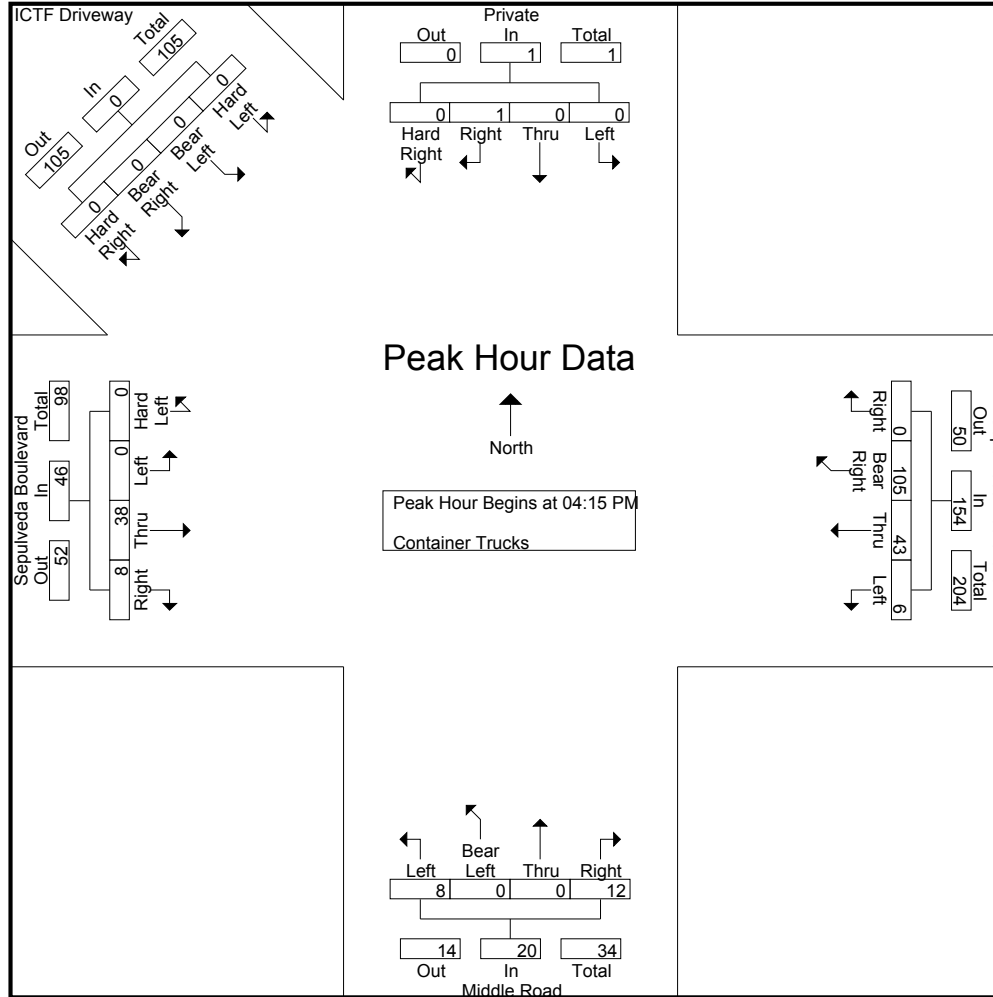 ICTF Driveway
Total
105
In
0
Out
105
0
Hard
Left
0
Bear
Left
0
Bear
Right
0
Hard
Right
Private
Out In Total
0 1 1
0 1 0 0
Hard
Right Right Thru Left
Peak Hour Data
North
Peak Hour Begins at 04:15 PM
Container Trucks
Sepulveda Boulevard
Total In Out
98 46 52
0 0 38 8
Hard
Left Left Thru Right
Out In Total
50 154 204
0 105 43 6
Right Bear
Right Thru Left
Bear
Left Left Thru Right
8 0 0 12
14 20 34
Out In Total
Middle Road